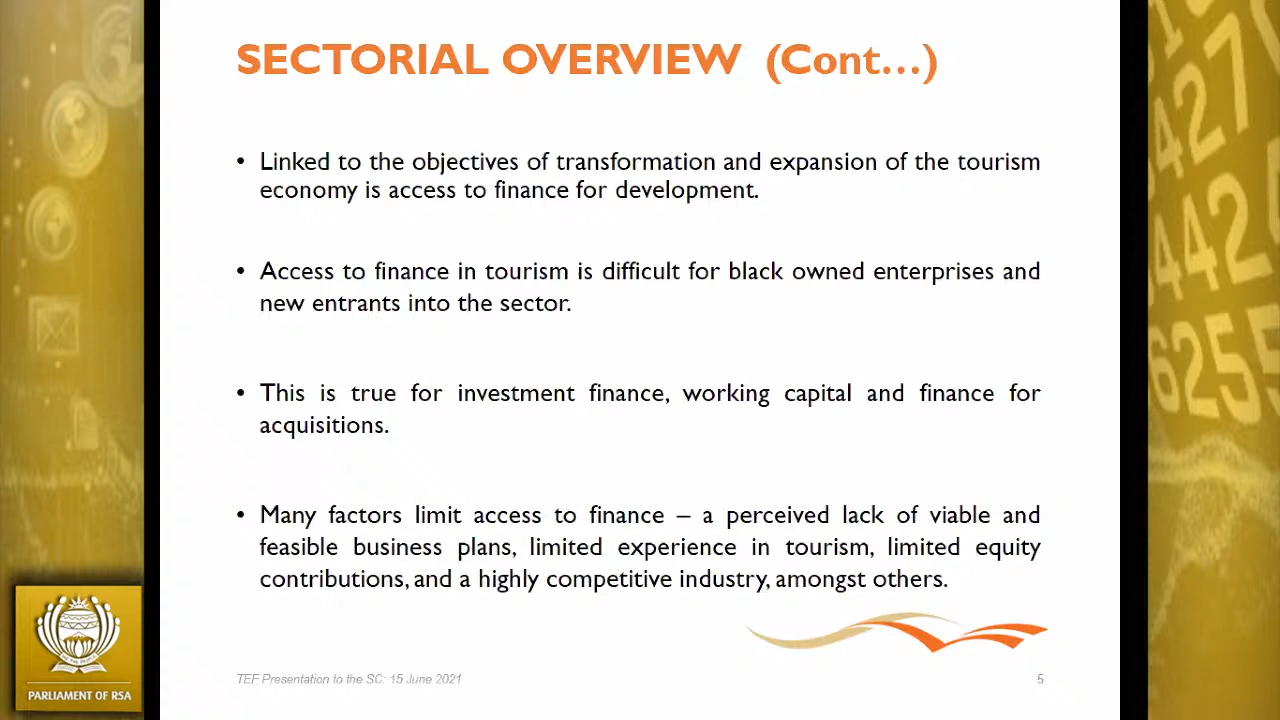 SECTORIAL OVERVIEW (Cont…)
• Linked to the objectives of transformation and expansion of the tourism
economy is access to finance for development.
• Access to finance in tourism is difficult for black owned enterprises and
new entrants into the sector.
• This is true for investment finance, working capital and finance for
acquisitions.
• Many factors limit access to finance – a perceived lack of viable and
feasible business plans, limited experience in tourism, limited equity
contributions, and a highly competitive industry, amongst others.
TEF Presentation to the SC: 15 June 2021
5
PARLIAMENT OF RSA
427
442
6255